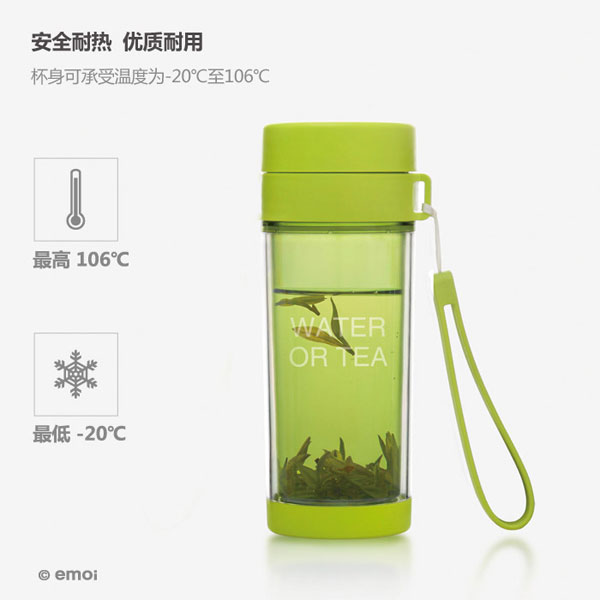 安全耐热 优质耐用
杯身可承受温度为-20℃至106℃
最高 106℃
WATER
OR TEA
最低 -20℃
© emoi